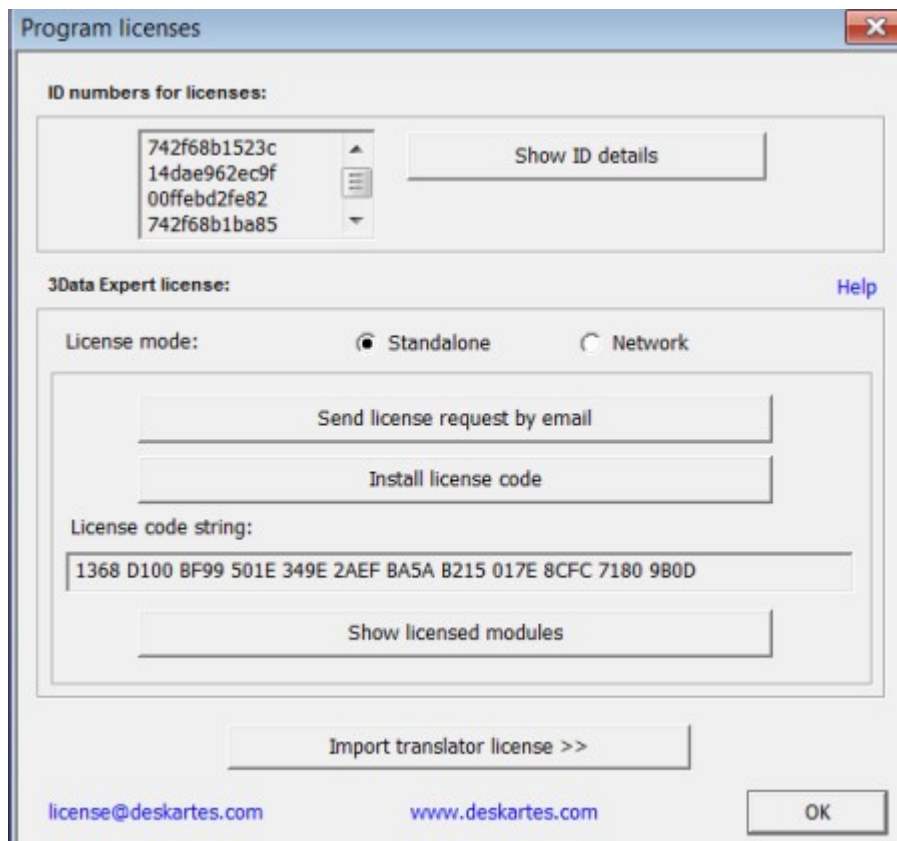 Program licenses
ID numbers for licenses:
742f68b1523c
14dae962ec9f
00ffebd2fe82
742f68b1ba85
Show ID details
3Data Expert license:
Help
License mode:
Standalone
Network
Send license request by email
Install license code
License code string:
1368 D100 BF99 501E 349E 2AEF BA5A B215 017E 8CFC 7180 9B0D
Show licensed modules
Import translator license >>
license@deskartes.com
www.deskartes.com
OK